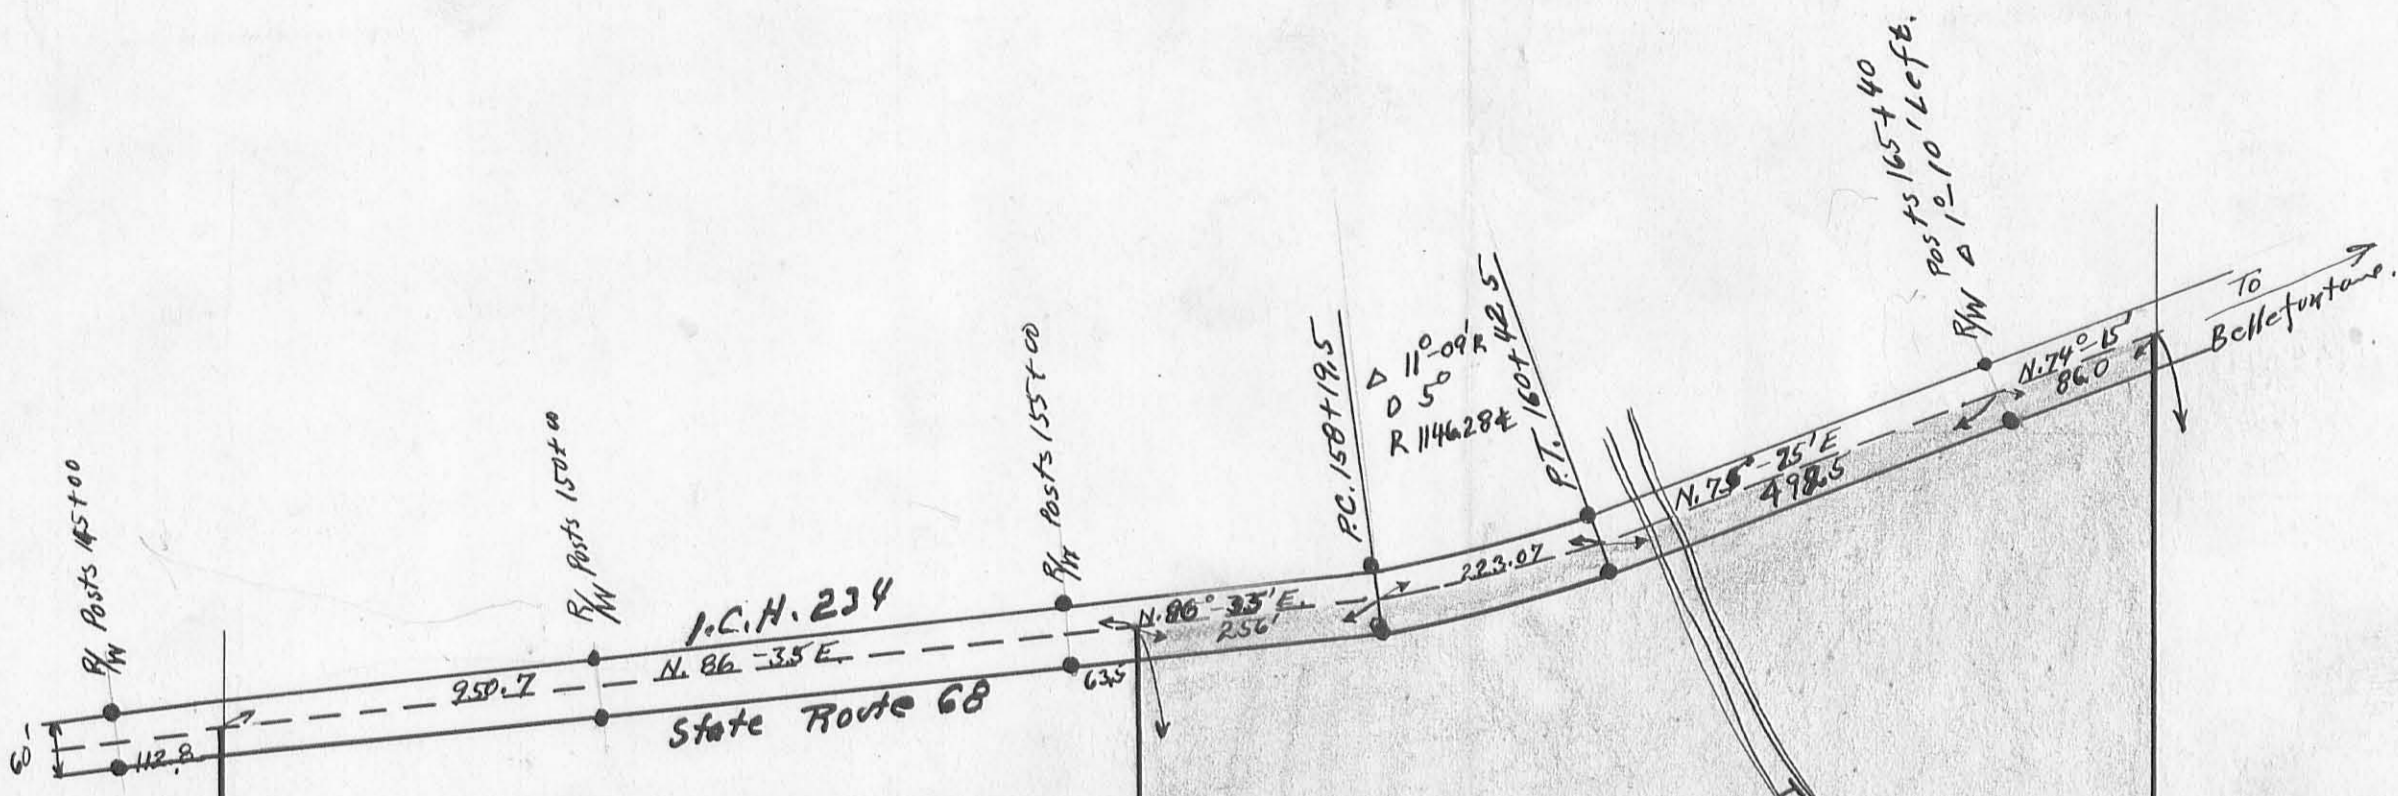 R/W Posts 145+00
R/W Posts 150+00
R/W Posts 155+00
P.C. 158+19.5
Δ 11°-09'R
D 5°
R 1146.28 ℄
P.T. 160+42.5
R/W Posts 165+40
Δ 1°-10' Left.
To
Bellefontane.
N.74°-15'
86.0
N.75°-25'E
498.5
223.07
N.86°-35'E.
256'
I.C.H. 234
N. 86 -35 E.
950.7
State Route 68
63.5
60'
112.8